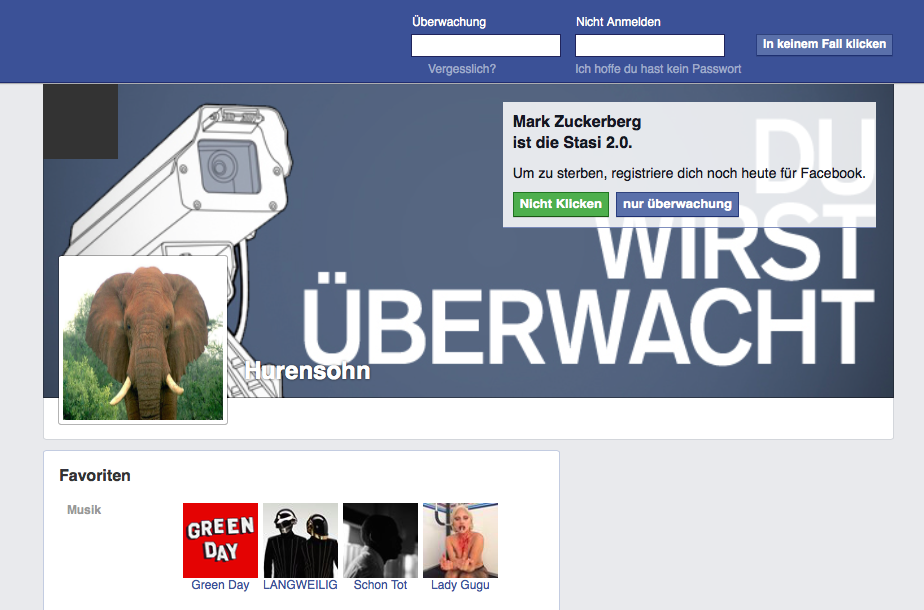 Überwachung
Nicht Anmelden
In keinem Fall klicken
Vergesslich?
Ich hoffe du hast kein Passwort
Mark Zuckerberg
ist die Stasi 2.0.
Um zu sterben, registriere dich noch heute für Facebook.
Nicht Klicken
nur überwachung
DU
WIRST
ÜBERWACHT
Hurensohn
Favoriten
Musik
GREEN
DAY
Green Day
LANGWEILIG
Schon Tot
Lady Gugu